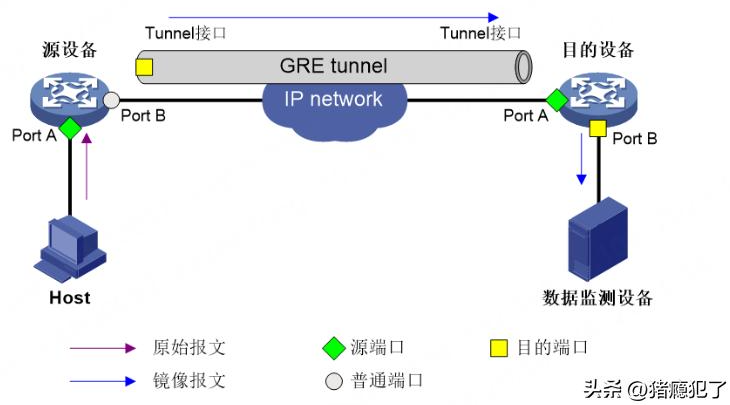 Tunnel接口
Tunnel接口
源设备
目的设备
GRE tunnel
IP network
Port B
Port A
Port A
Port B
Host
数据监测设备
原始报文
源端口
目的端口
镜像报文
普通端口
头条 @猪瘾犯了